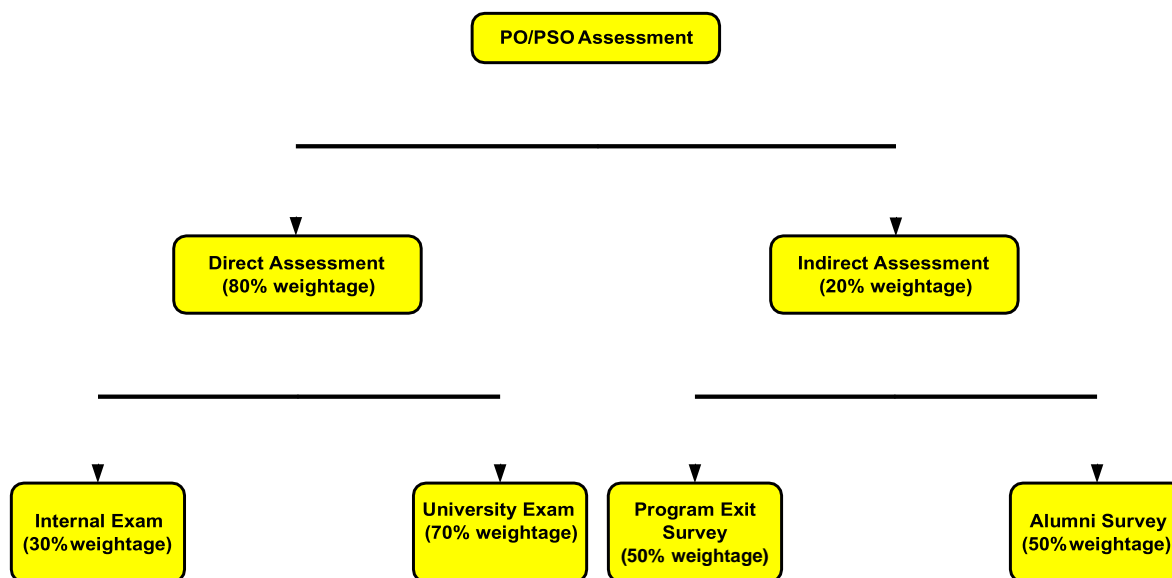 PO/PSO Assessment
Direct Assessment
(80% weightage)
Indirect Assessment
(20% weightage)
Internal Exam
(30% weightage)
University Exam
(70% weightage)
Program Exit
Survey
(50% weightage)
Alumni Survey
(50% weightage)